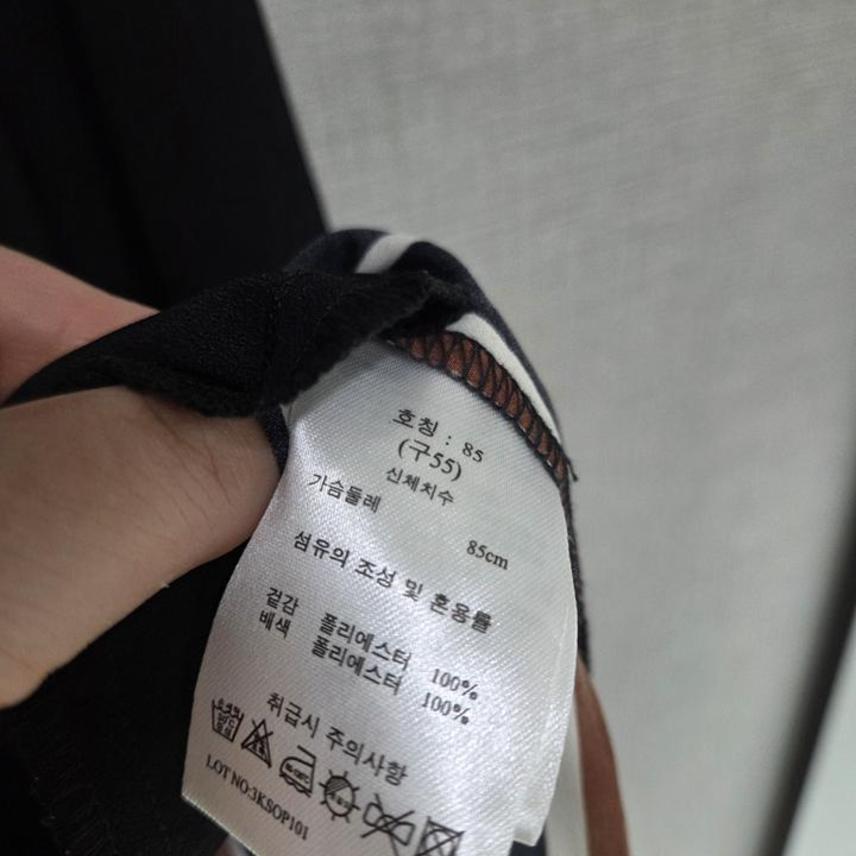 호칭 : 85
(구55)
신체치수
가슴둘레 85cm
섬유의 조성 및 혼용률
겉감 폴리에스터 100%
배색 폴리에스터 100%
취급시 주의사항
LOT NO:3KSOP101